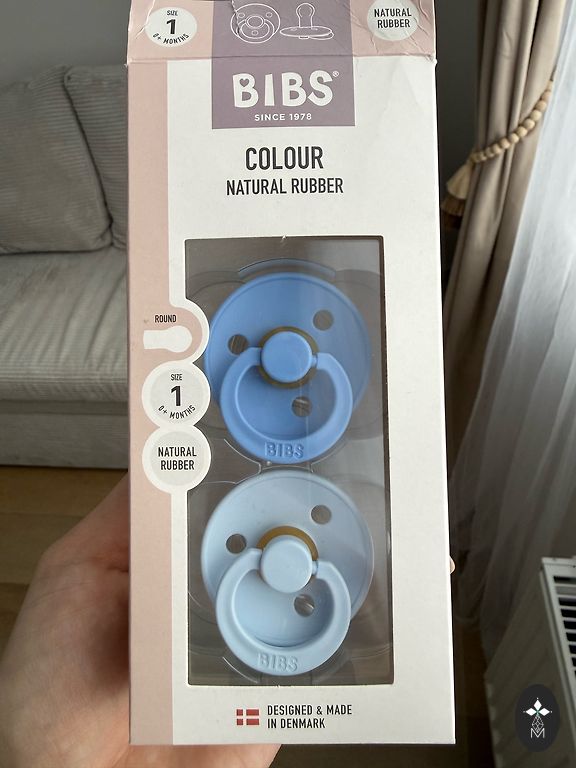 SIZE
1
0+ MONTHS
NATURAL
RUBBER
BIBS®
SINCE 1978
COLOUR
NATURAL RUBBER
ROUND
SIZE
1
0+ MONTHS
NATURAL
RUBBER
BIBS
BIBS
DESIGNED & MADE
IN DENMARK
M